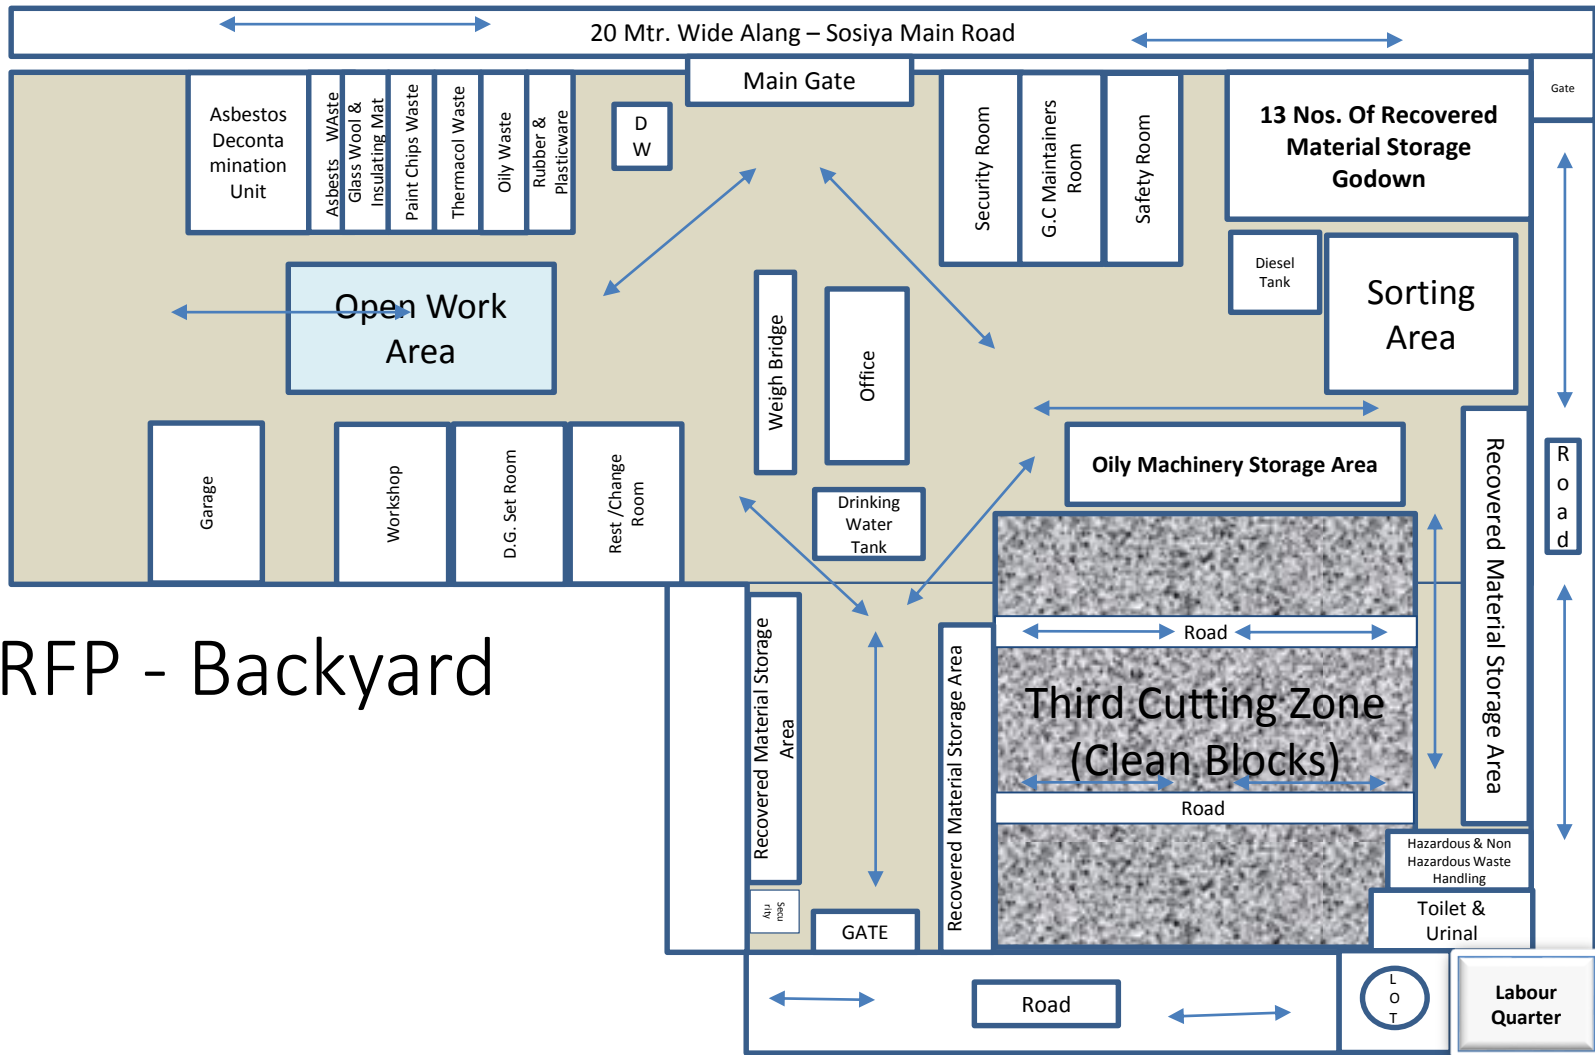 20 Mtr. Wide Alang – Sosiya Main Road
Main Gate
Gate
Asbestos
Deconta
mination
Unit
Asbests WAste
Glass Wool &
Insulating Mat
Paint Chips Waste
Thermacol Waste
Oily Waste
Rubber &
Plasticware
D
W
Security Room
G.C Maintainers
Room
Safety Room
13 Nos. Of Recovered
Material Storage
Godown
Diesel
Tank
Sorting
Area
Open Work
Area
Weigh Bridge
Office
Garage
Workshop
D.G. Set Room
Rest /Change
Room
Drinking
Water
Tank
Oily Machinery Storage Area
Recovered Material Storage Area
R
o
a
d
RFP - Backyard
Recovered Material Storage
Area
Recovered Material Storage Area
Road
Third Cutting Zone
(Clean Blocks)
Road
Hazardous & Non
Hazardous Waste
Handling
Toilet &
Urinal
Secu
rity
GATE
Road
L
O
T
Labour
Quarter